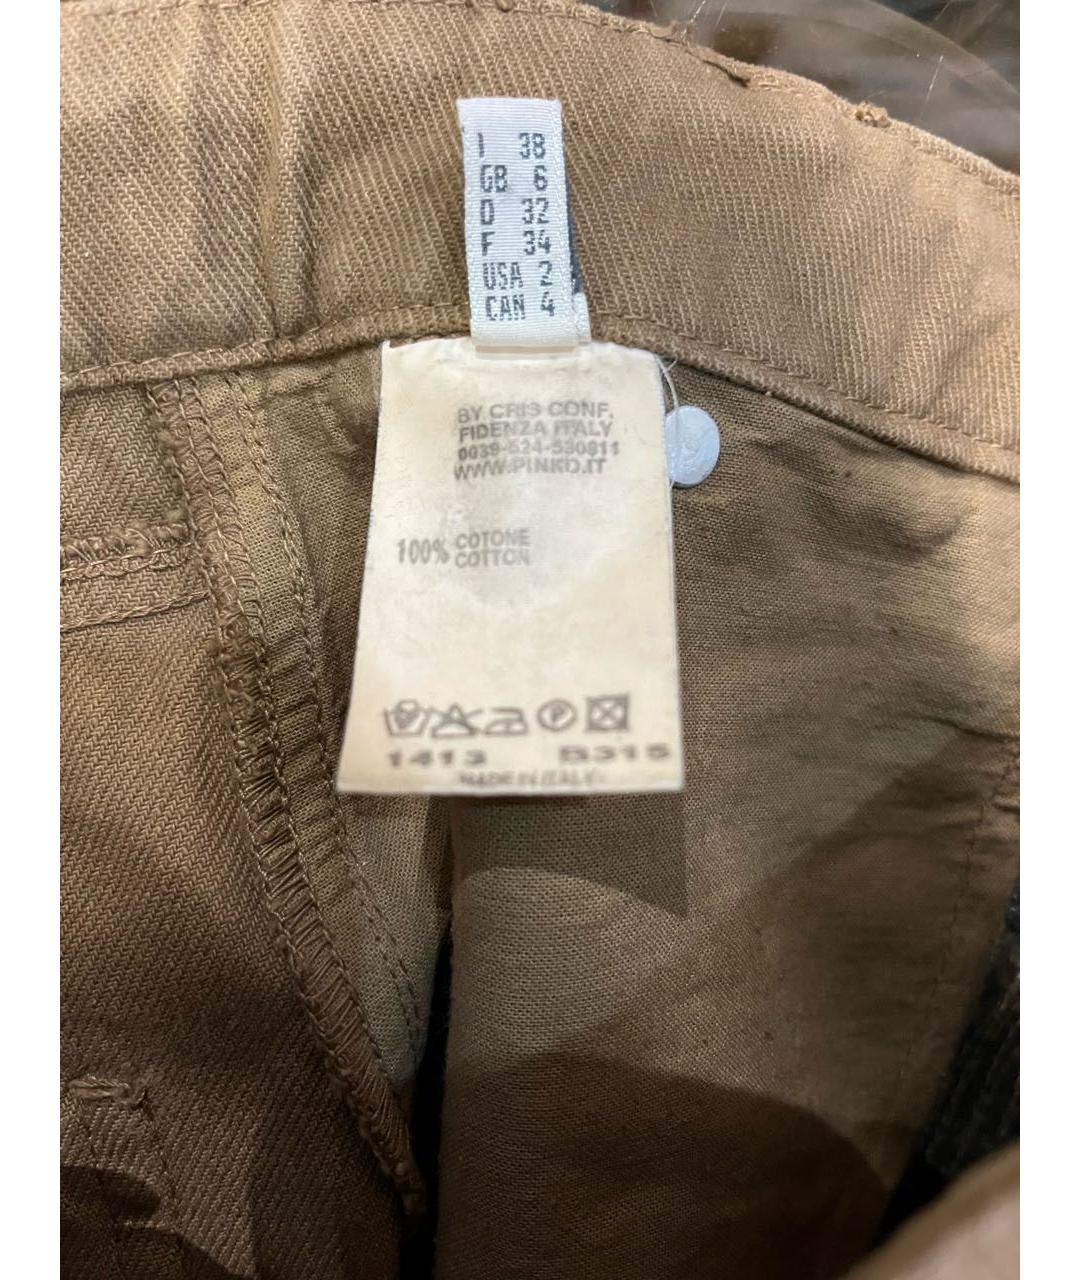 I 38
GB 6
D 32
F 34
USA 2
CAN 4
BY CRIS CONF.
FIDENZA ITALY
0039-524-530811
WWW.PINKO.IT
100% COTONE
COTTON
P
1413 B315
MADE IN ITALY